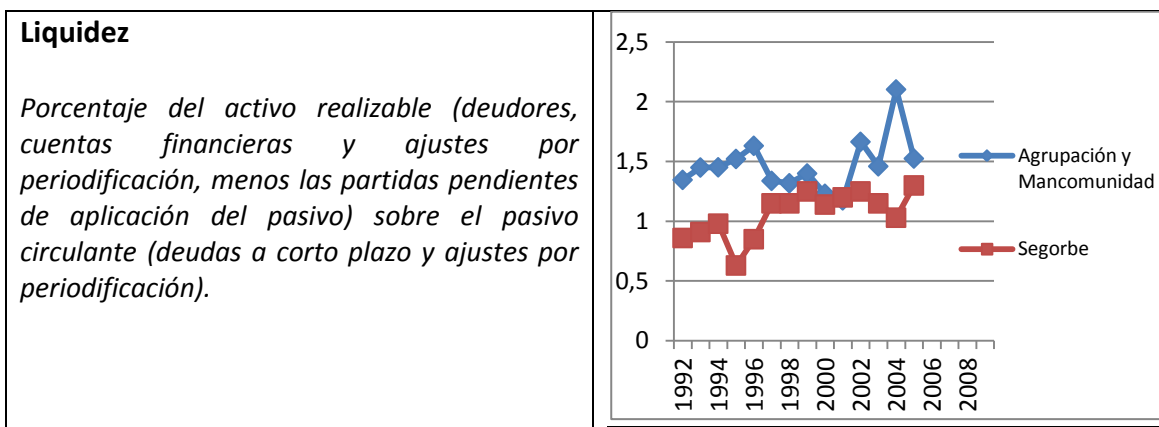 Liquidez
Porcentaje del activo realizable (deudores,
cuentas financieras y ajustes por
periodificación, menos las partidas pendientes
de aplicación del pasivo) sobre el pasivo
circulante (deudas a corto plazo y ajustes por
periodificación).
2,5
2
1,5
1
0,5
0
1992
1994
1996
1998
2000
2002
2004
2006
2008
Agrupación y
Mancomunidad
Segorbe